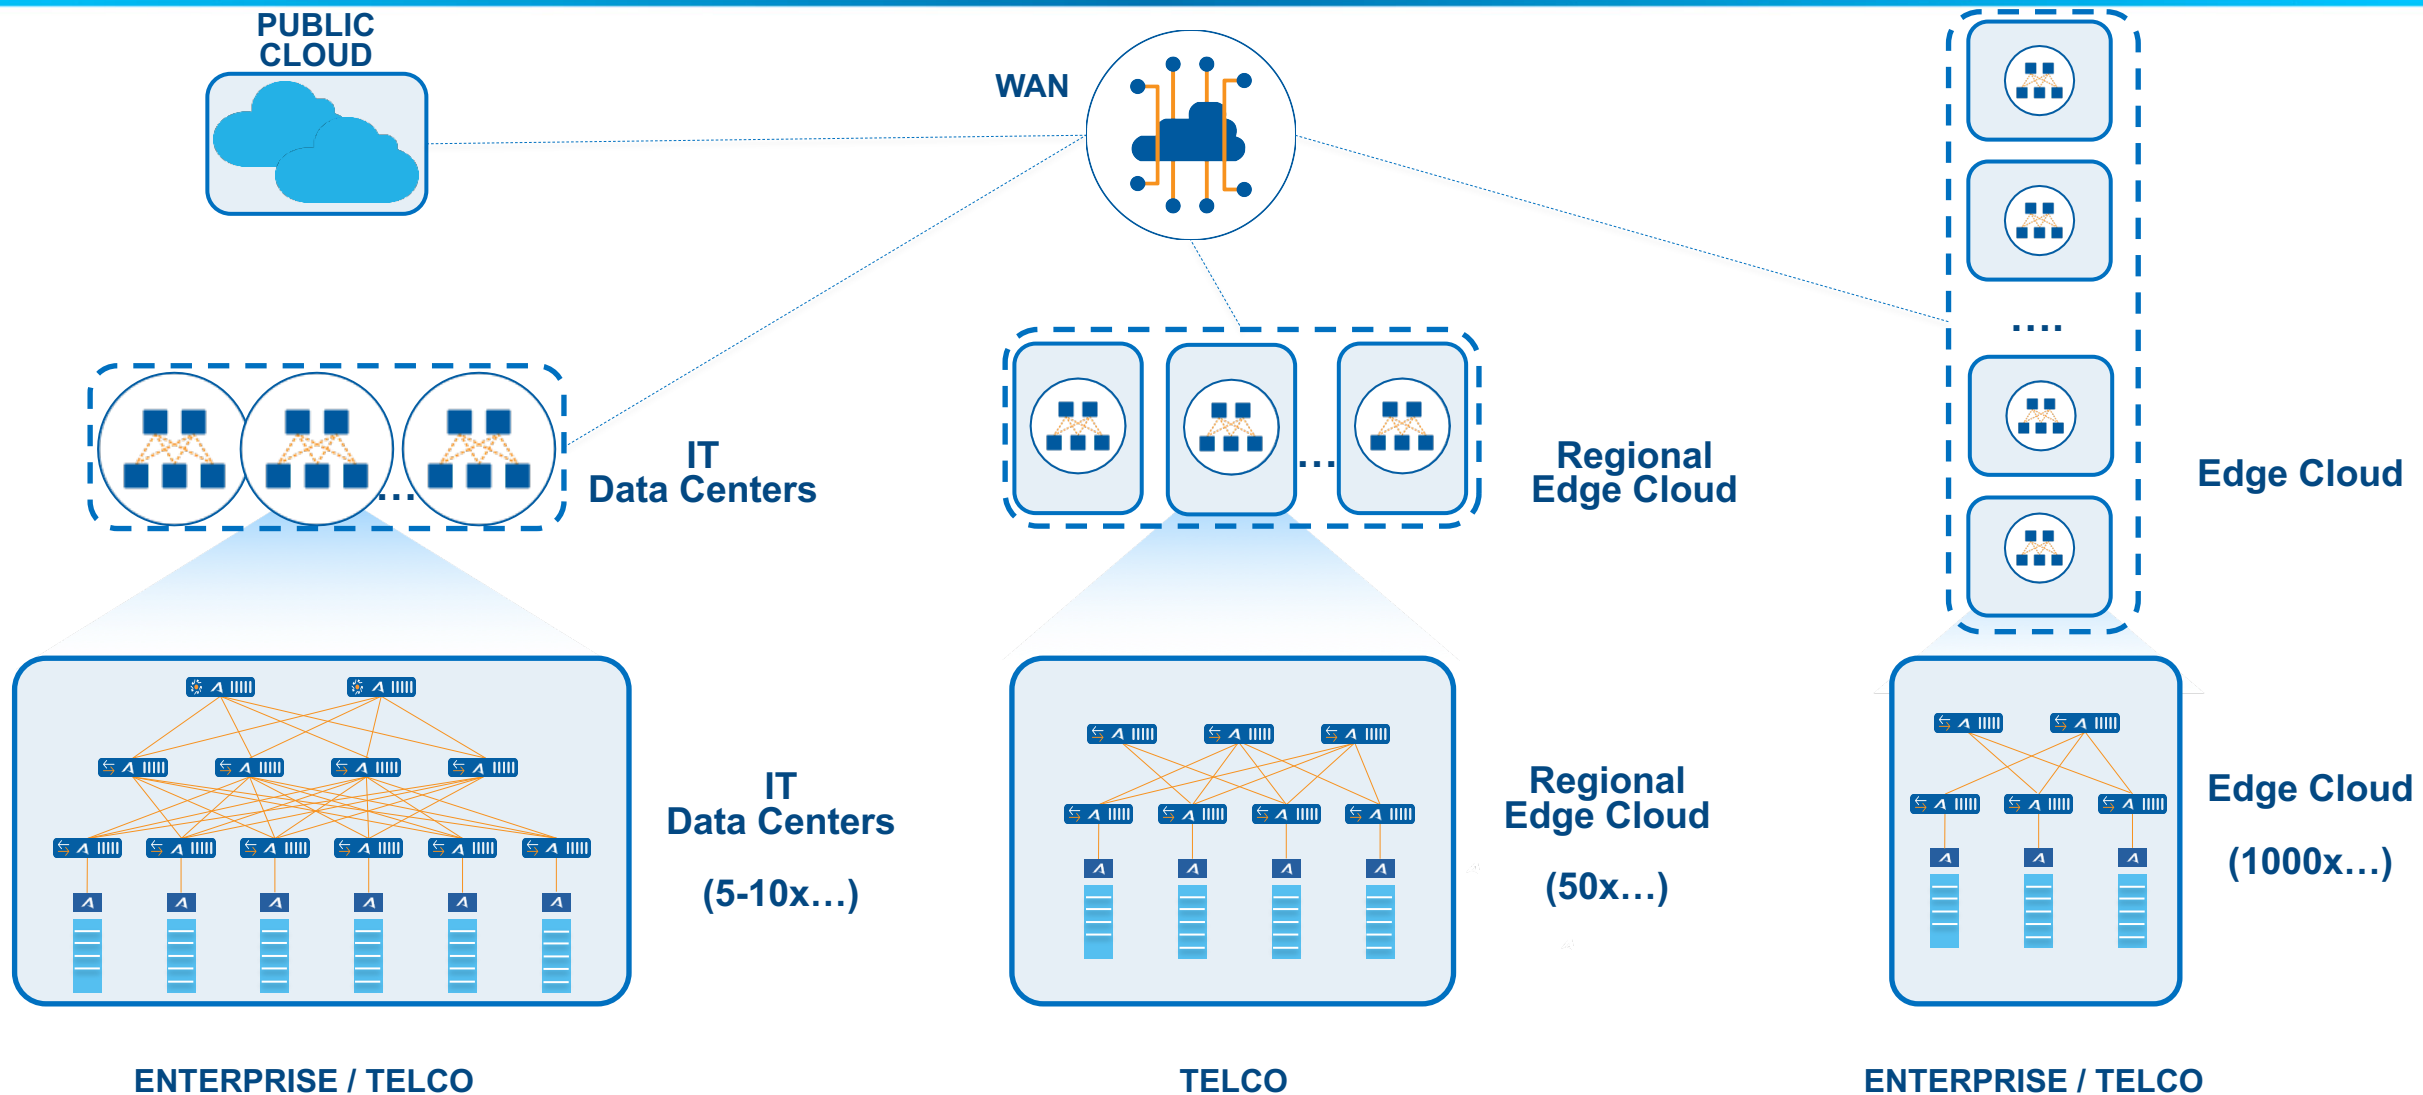 PUBLIC
CLOUD
WAN
....
...
...
IT
Data Centers
Regional
Edge Cloud
Edge Cloud
IT
Data Centers
(5-10x...)
Regional
Edge Cloud
(50x...)
Edge Cloud
(1000x...)
ENTERPRISE / TELCO
TELCO
ENTERPRISE / TELCO